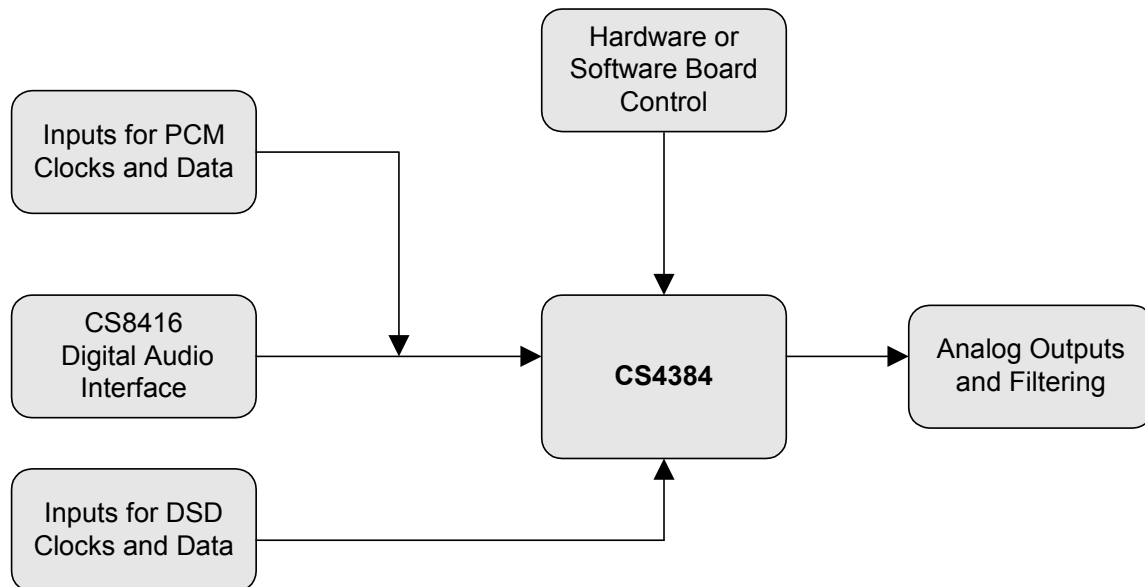 Hardware or
Software Board
Control
Inputs for PCM
Clocks and Data
CS8416
Digital Audio
Interface
CS4384
Analog Outputs
and Filtering
Inputs for DSD
Clocks and Data